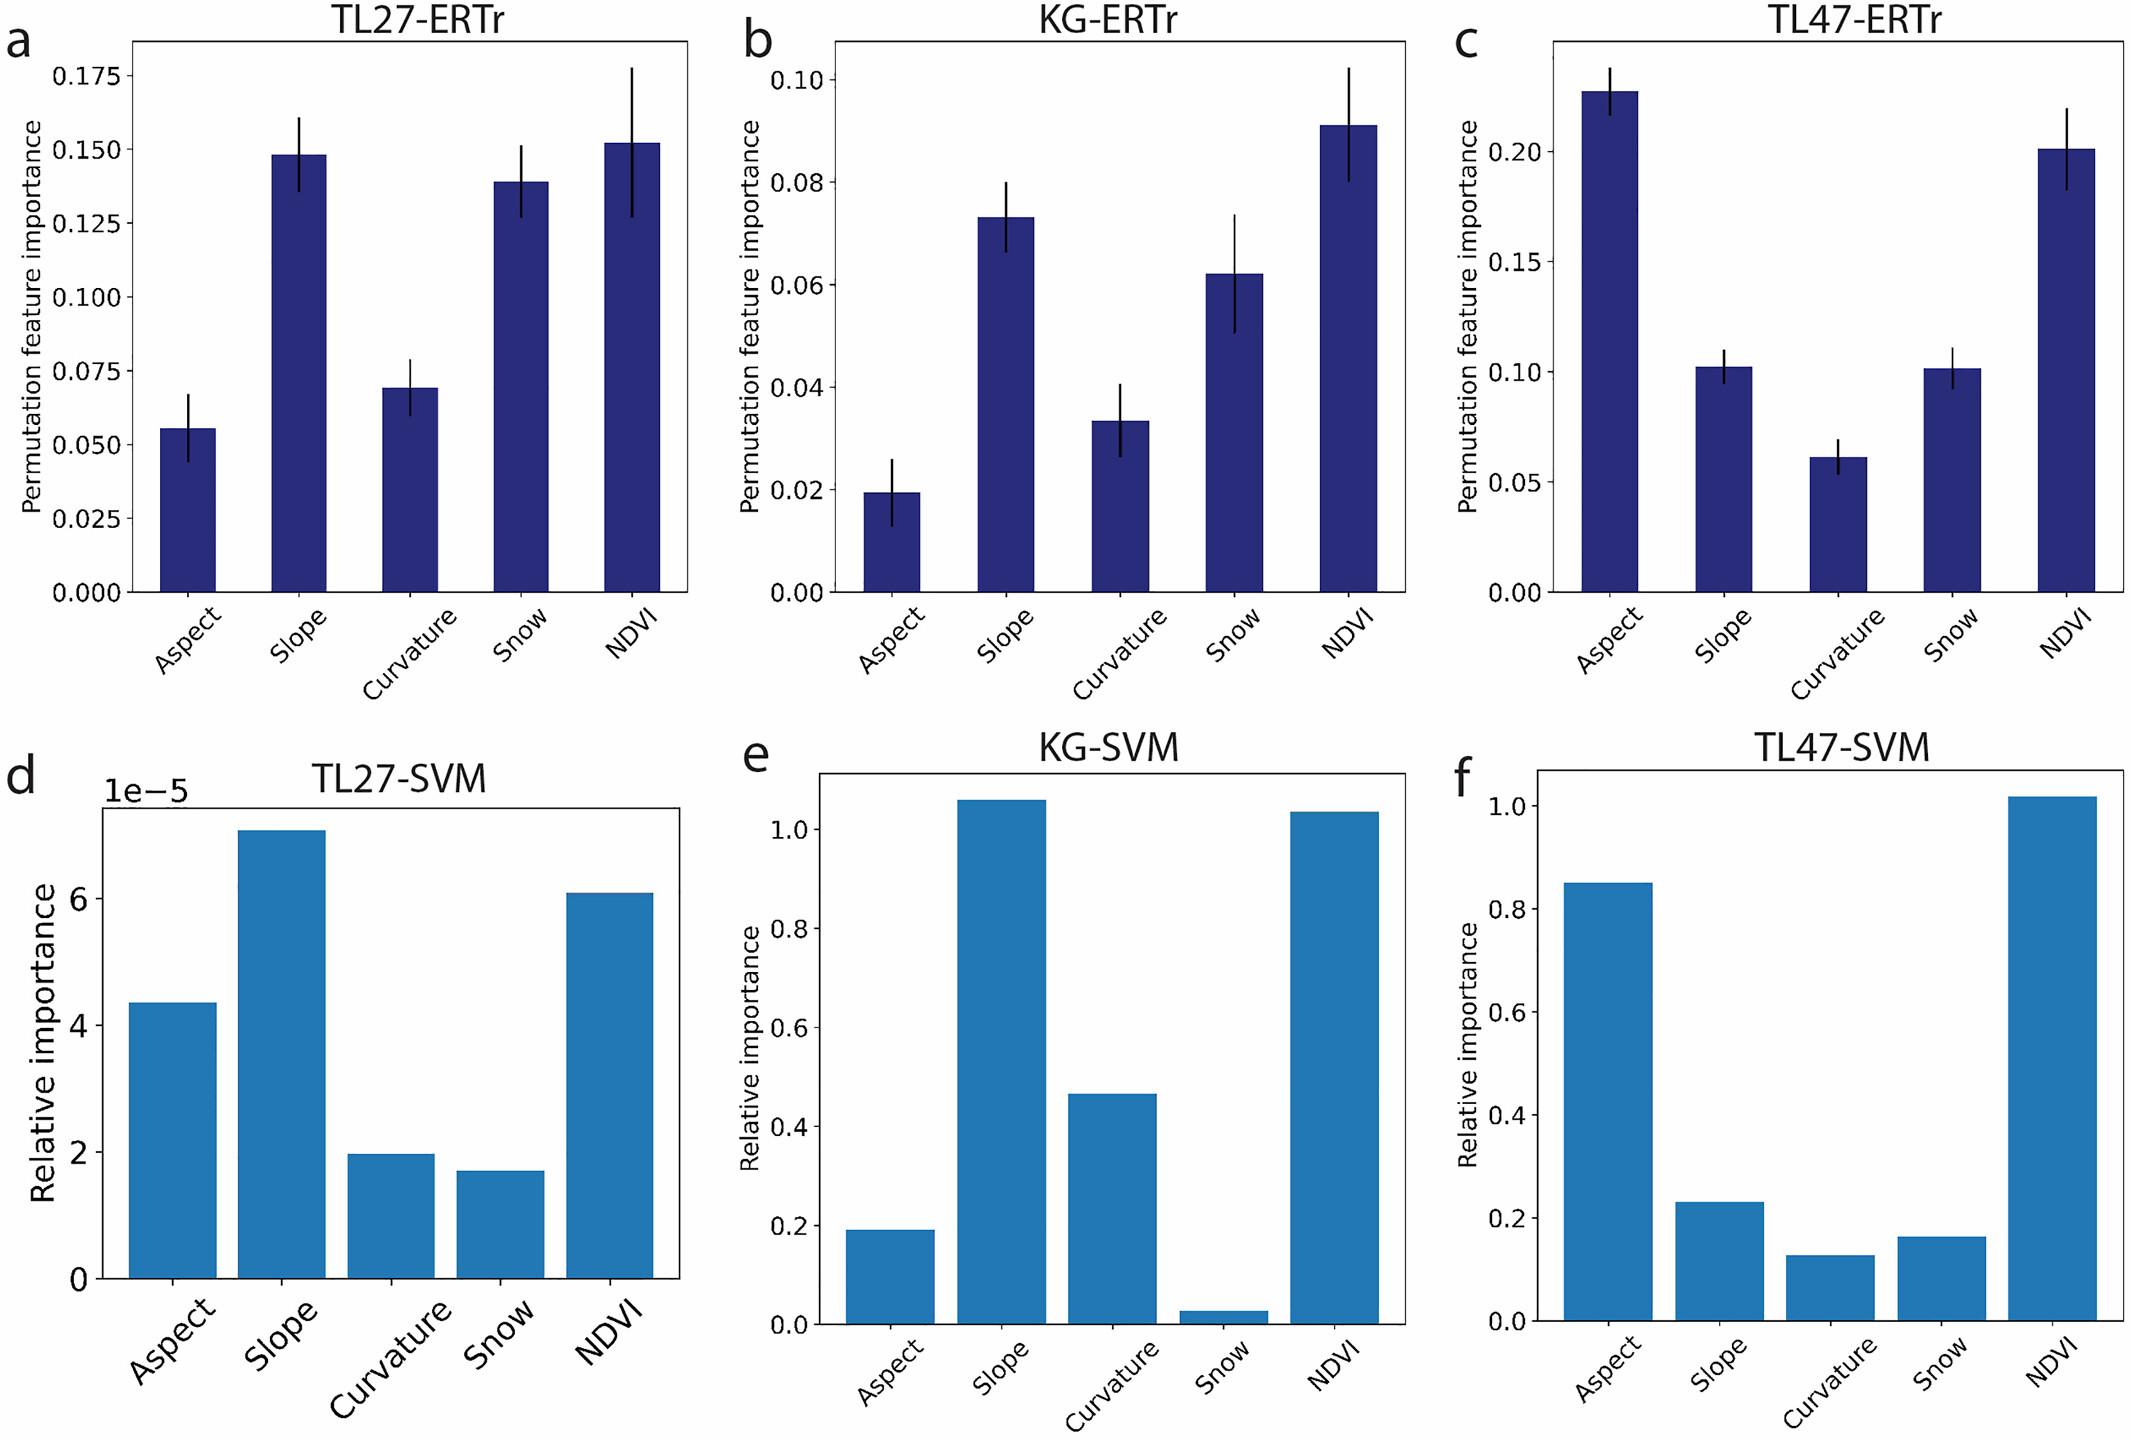 a
TL27-ERTr
Permutation feature importance
0.175
0.150
0.125
0.100
0.075
0.050
0.025
0.000
Aspect
Slope
Curvature
Snow
NDVI
b
KG-ERTr
Permutation feature importance
0.10
0.08
0.06
0.04
0.02
0.00
Aspect
Slope
Curvature
Snow
NDVI
c
TL47-ERTr
Permutation feature importance
0.20
0.15
0.10
0.05
0.00
Aspect
Slope
Curvature
Snow
NDVI
d
TL27-SVM
1e−5
Relative importance
6
4
2
0
Aspect
Slope
Curvature
Snow
NDVI
e
KG-SVM
Relative importance
1.0
0.8
0.6
0.4
0.2
0.0
Aspect
Slope
Curvature
Snow
NDVI
f
TL47-SVM
Relative importance
1.0
0.8
0.6
0.4
0.2
0.0
Aspect
Slope
Curvature
Snow
NDVI